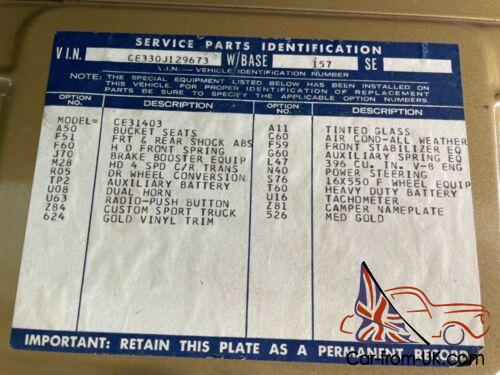 SERVICE PARTS IDENTIFICATION
V I.N. CE330J129673 W/BASE 157 SE
V.I.N.—VEHICLE IDENTIFICATION NUMBER
NOTE: THE SPECIAL EQUIPMENT LISTED BELOW HAS BEEN INSTALLED ON
THIS VEHICLE. FOR PROPER IDENTIFICATION OF REPLACEMENT
PARTS BE SURE TO SPECIFY THE APPLICABLE OPTION NUMBERS.
OPTION NO. DESCRIPTION OPTION NO. DESCRIPTION
MODEL= CE31403
A50 BUCKET SEATS A11 TINTED GLASS
F51 FRT & REAR SHOCK ABS C60 AIR COND-ALL WEATHER
F60 H D FRONT SPRING F59 FRONT STABILIZER EQ
J70 BRAKE BOOSTER EQUIP G60 AUXILIARY SPRING EQ
M28 HD 4 SPD C/R TRANS L47 396 CU. IN. V-8 ENG
R05 DR WHEEL CONVERSION N40 POWER STEERING
TP2 AUXILIARY BATTERY S76 16X550 F WHEEL EQUIP
U08 DUAL HORN T60 HEAVY DUTY BATTERY
U63 RADIO-PUSH BUTTON U16 TACHOMETER
Z84 CUSTOM SPORT TRUCK Z81 CAMPER NAMEPLATE
624 GOLD VINYL TRIM 526 MED GOLD
IMPORTANT: RETAIN THIS PLATE AS A PERMANENT RECORD
Car-from-UK.com